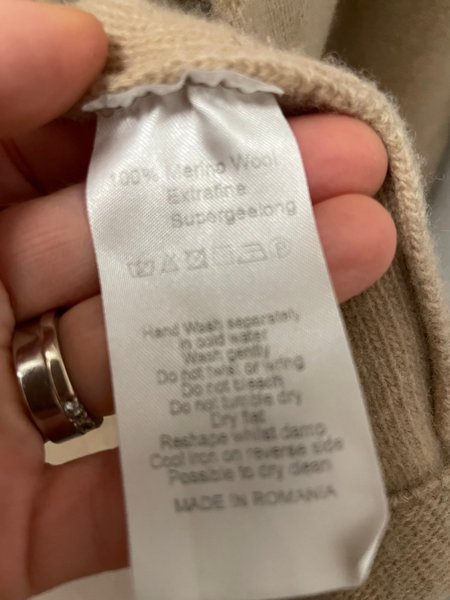 100% Merino Wool
Extrafine
Supergeelong
Hand Wash separately
in cold water
Wash gently
Do not twist or wring
Do not bleach
Do not tumble dry
Dry flat
Reshape whilst damp
Cool iron on reverse side
Possible to dry clean
MADE IN ROMANIA